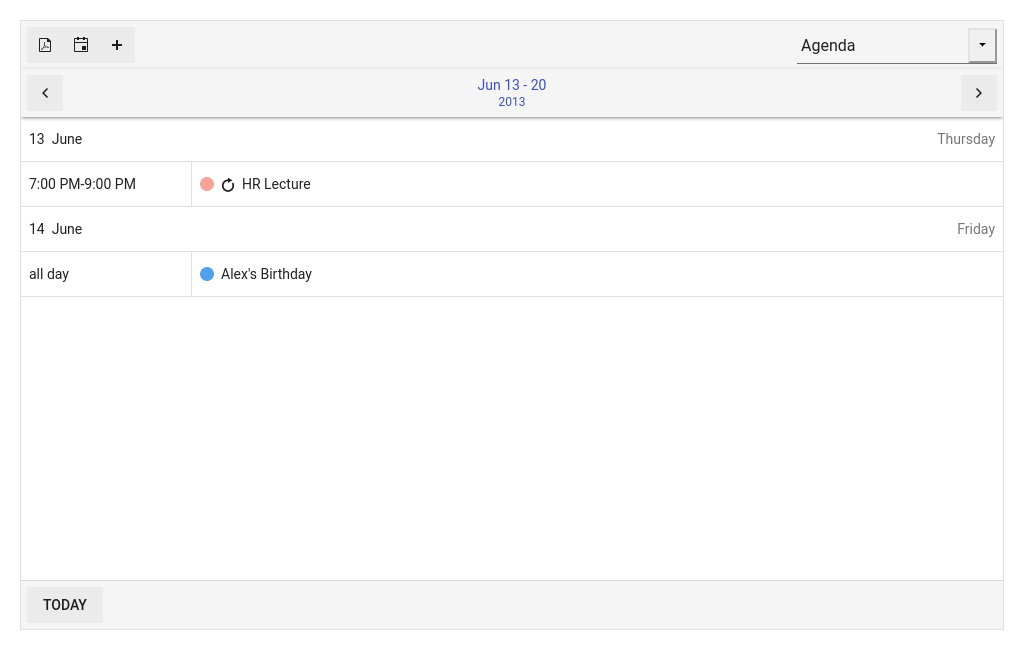 Agenda
Jun 13 - 20
2013
13 June Thursday
7:00 PM-9:00 PM HR Lecture
14 June Friday
all day Alex's Birthday
TODAY